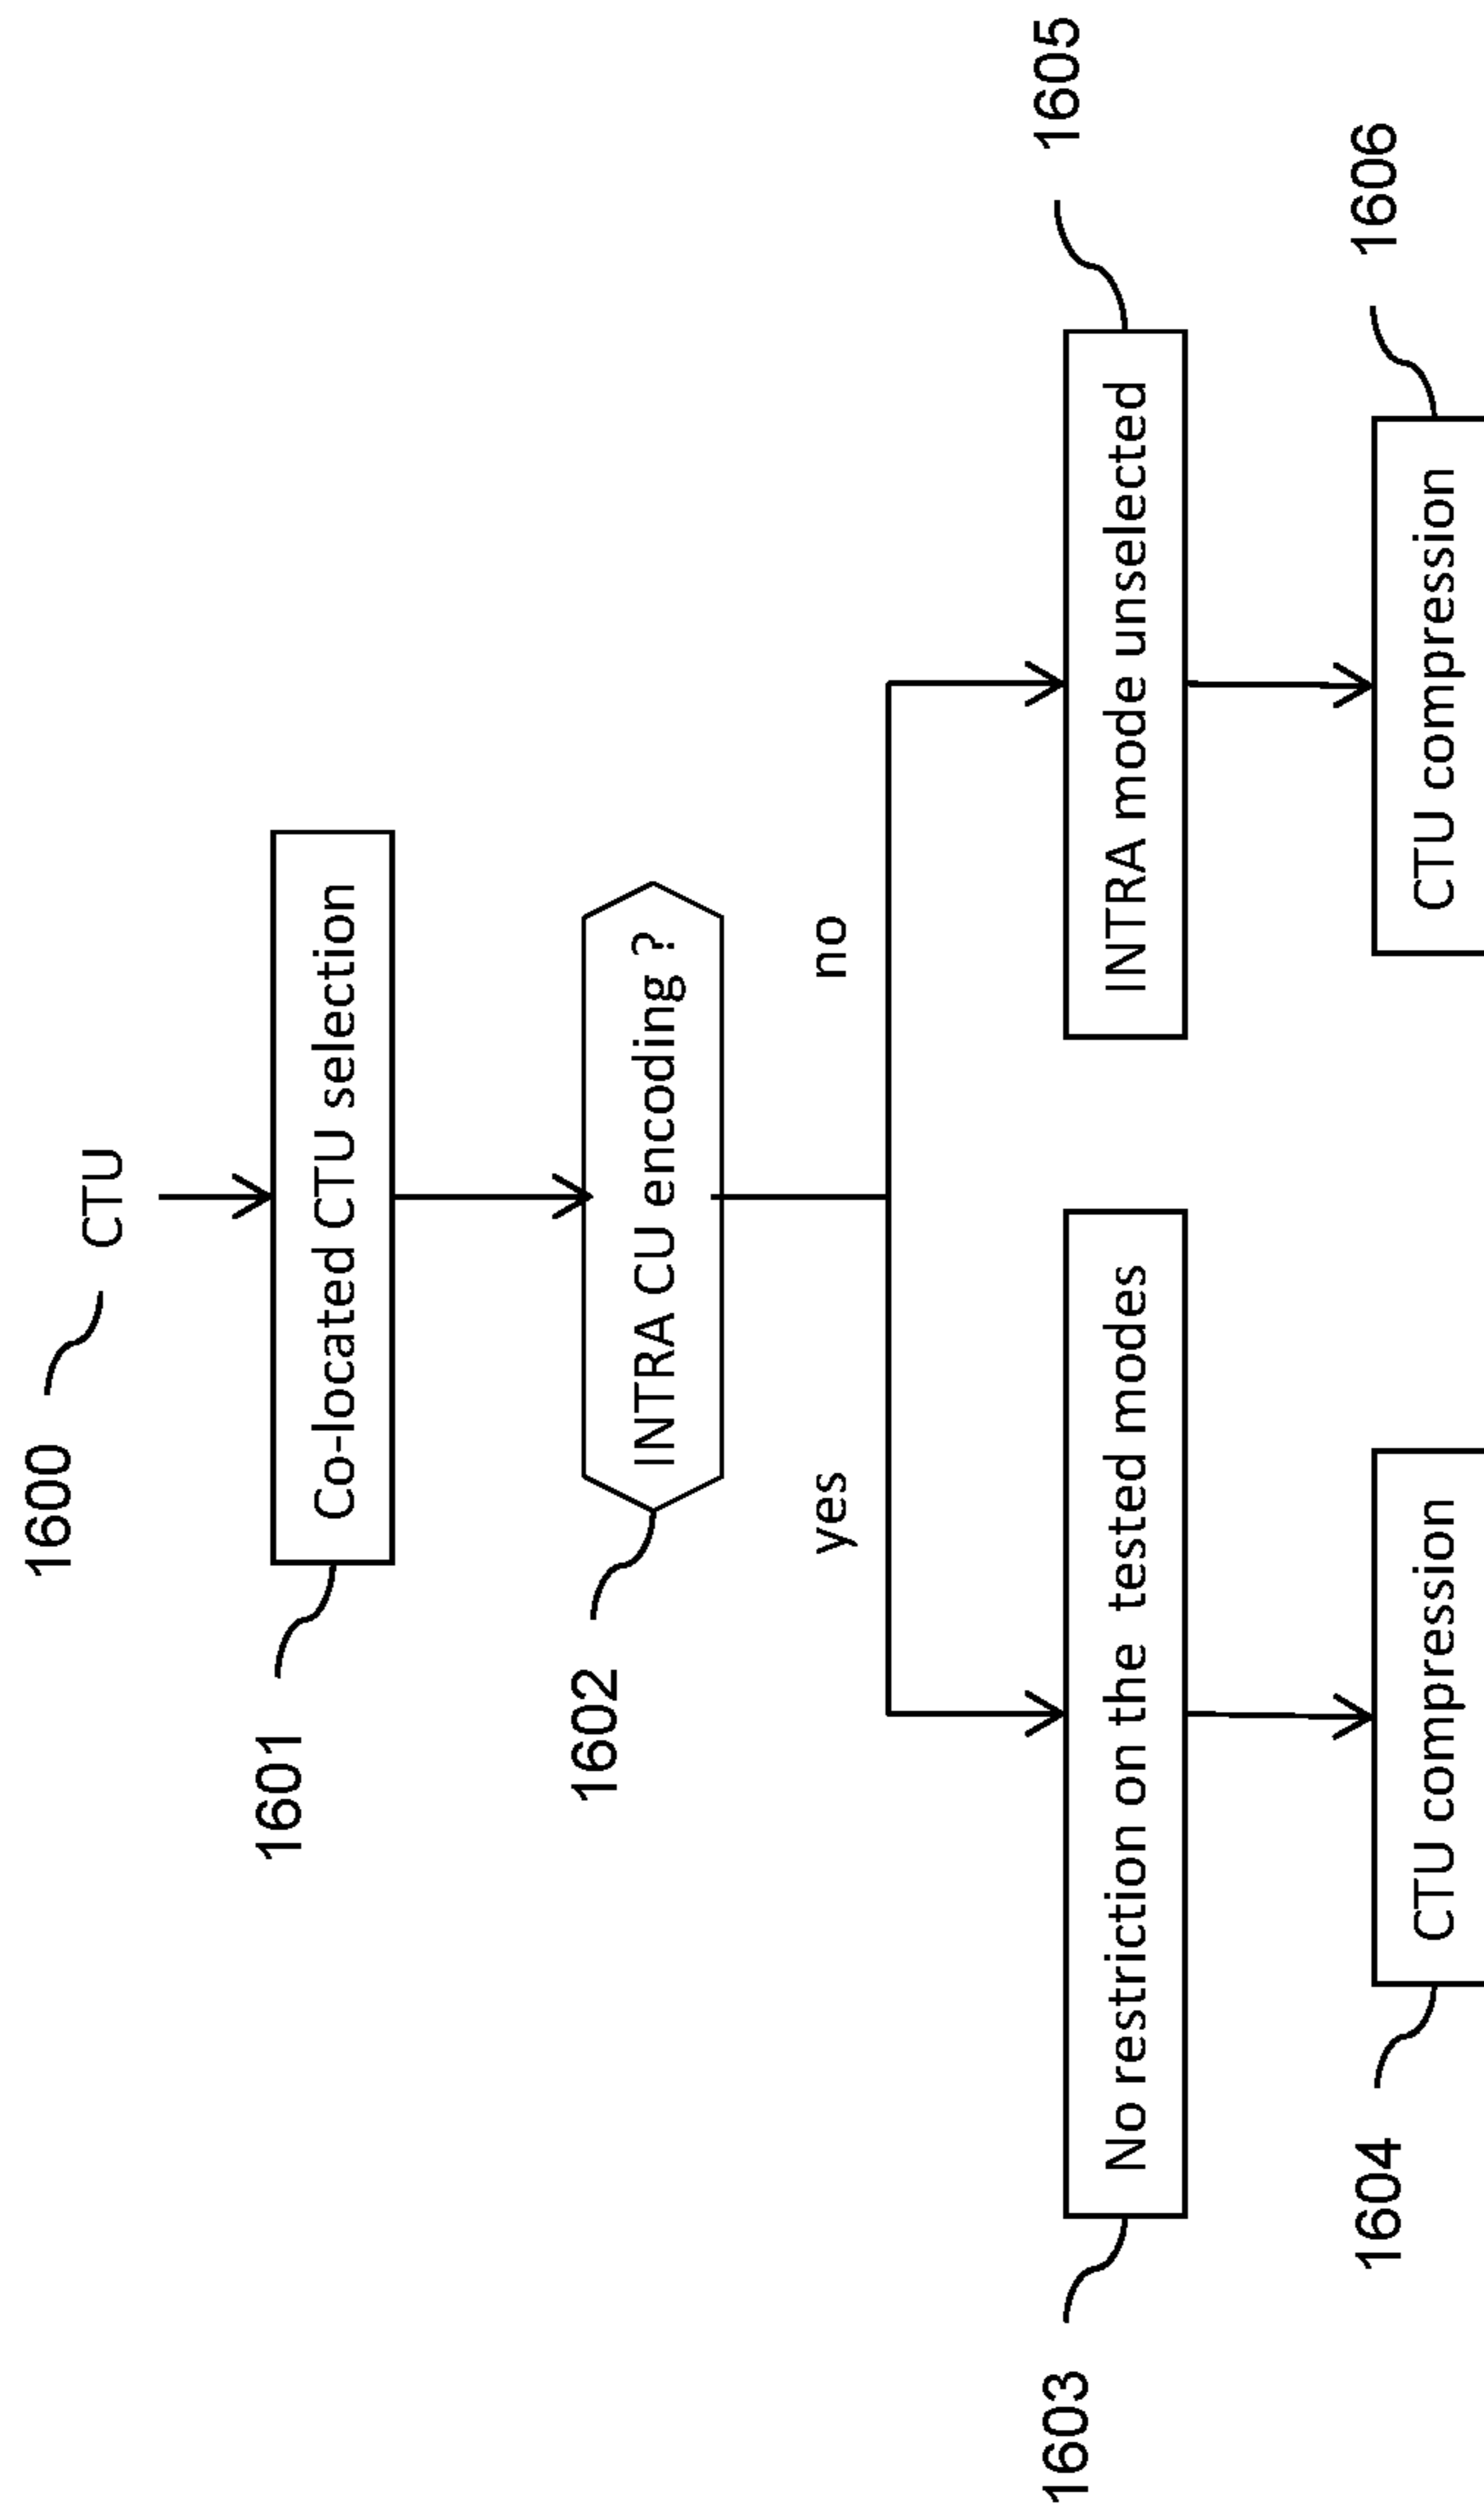 1600
CTU
1601
Co-located CTU selection
1602
INTRA CU encoding ?
yes
no
1603
No restriction on the tested modes
INTRA mode unselected
1605
1604
CTU compression
CTU compression
1606